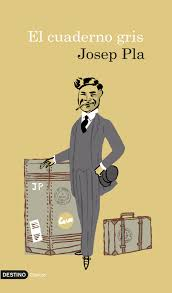 El cuaderno gris
Josep Pla
JP
DESTINO